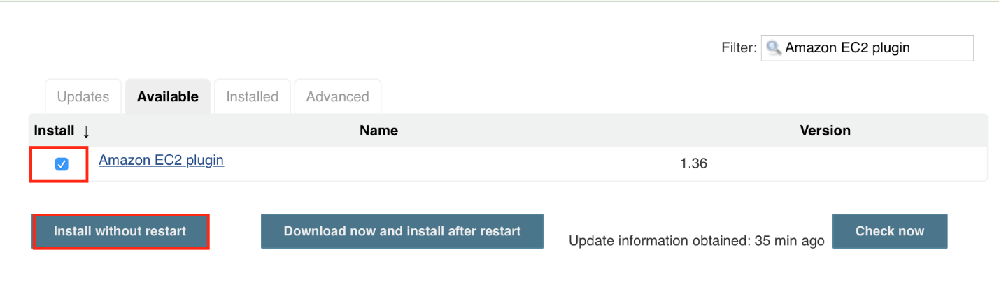 Filter: Amazon EC2 plugin
Updates Available Installed Advanced
Install ↓ Name Version
Amazon EC2 plugin 1.36
Install without restart Download now and install after restart Update information obtained: 35 min ago Check now